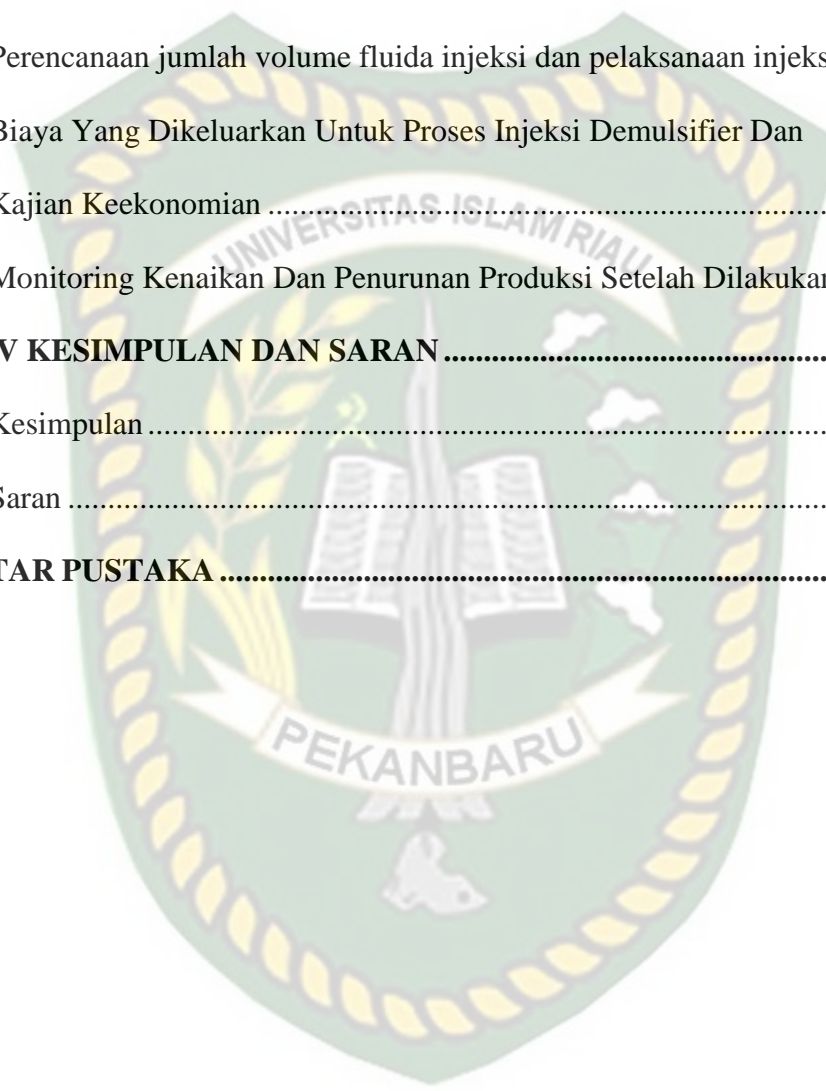 Perencanaan jumlah volume fluida injeksi dan pelaksanaan injeks
Biaya Yang Dikeluarkan Untuk Proses Injeksi Demulsifier Dan
Kajian Keekonomian ........................................................................
UNIVERSITAS ISLAM RIAU
Monitoring Kenaikan Dan Penurunan Produksi Setelah Dilakukan
V KESIMPULAN DAN SARAN ................................................
Kesimpulan .......................................................................................
Saran .................................................................................................
TAR PUSTAKA .............................................................................
PEKANBARU